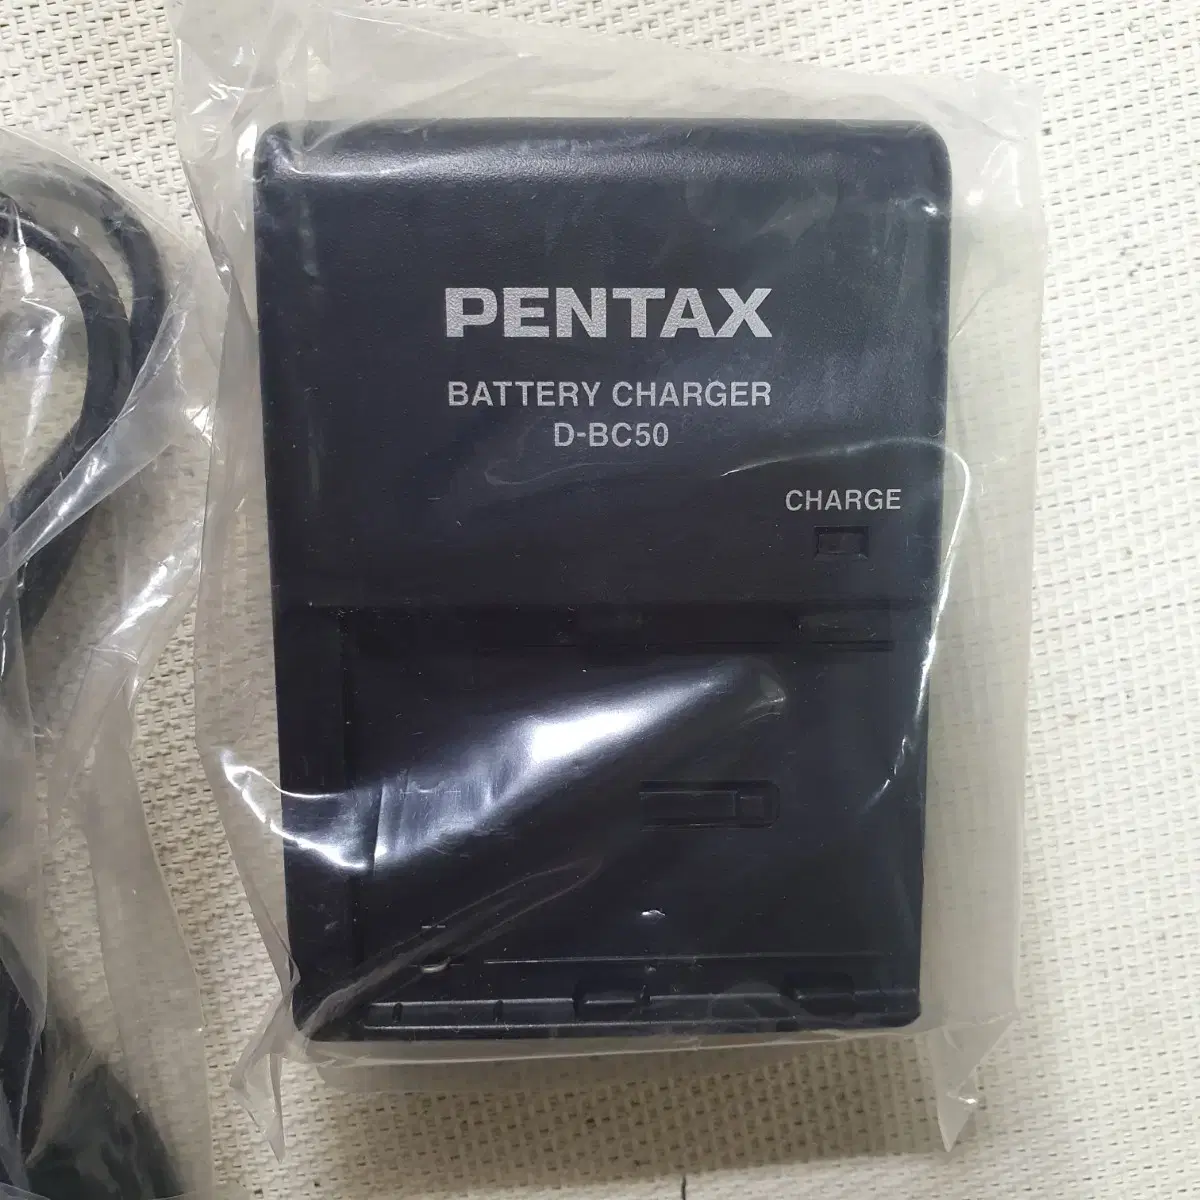 PENTAX
BATTERY CHARGER
D-BC50
CHARGE